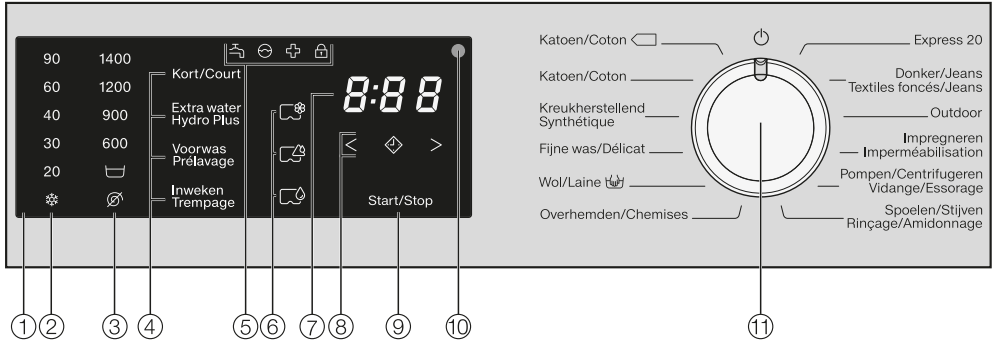 90 1400
60 1200
40 900
30 600
20
Kort/Court
Extra water
Hydro Plus
Voorwas
Prélavage
Inweken
Trempage
8:88
< >
Start/Stop
Katoen/Coton
Katoen/Coton
Kreukherstellend
Synthétique
Fijne was/Délicat
Wol/Laine
Overhemden/Chemises
Express 20
Donker/Jeans
Textiles foncés/Jeans
Outdoor
Impregneren
Imperméabilisation
Pompen/Centrifugeren
Vidange/Essorage
Spoelen/Stijven
Rinçage/Amidonnage
① ② ③ ④ ⑤ ⑥ ⑦ ⑧ ⑨ ⑩ ⑪